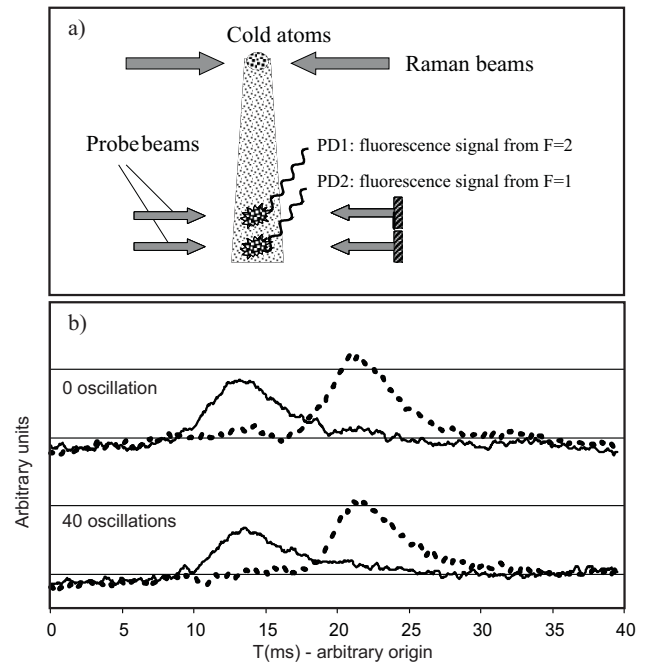 a)
Cold atoms
Raman beams
Probe beams
PD1: fluorescence signal from F=2
PD2: fluorescence signal from F=1
b)
0 oscillation
40 oscillations
Arbitrary units
0 5 10 15 20 25 30 35 40
T(ms) - arbitrary origin